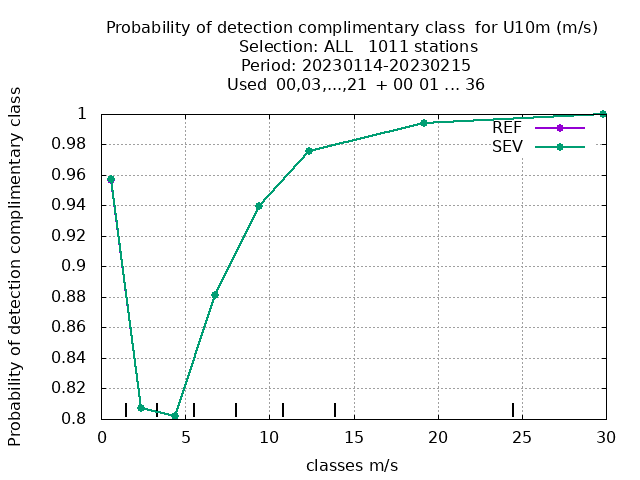 Probability of detection complimentary class for U10m (m/s)
Selection: ALL 1011 stations
Period: 20230114-20230215
Used 00,03,...,21 + 00 01 ... 36
Probability of detection complimentary class
1
0.98
0.96
0.94
0.92
0.9
0.88
0.86
0.84
0.82
0.8
REF
SEV
0 5 10 15 20 25 30
classes m/s